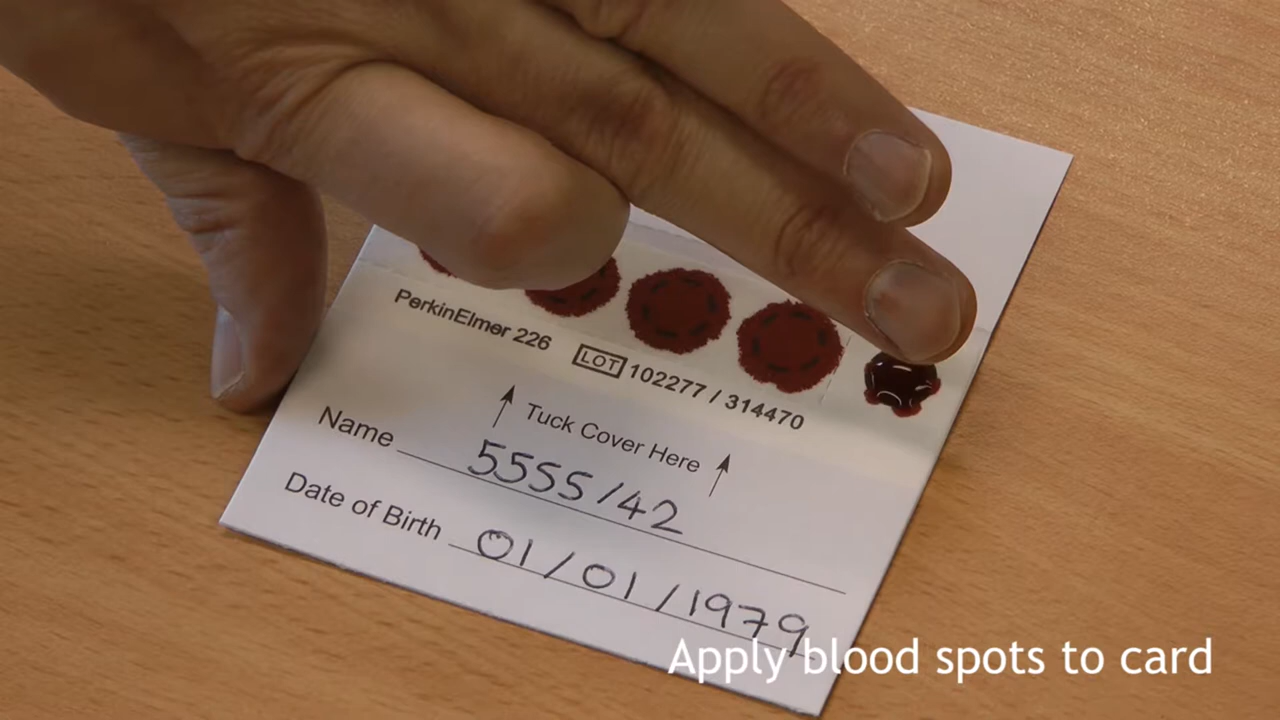 PerkinElmer 226 LOT 102277 / 314470
↑ Tuck Cover Here ↑
Name 5555/42
Date of Birth 01/01/1979
Apply blood spots to card